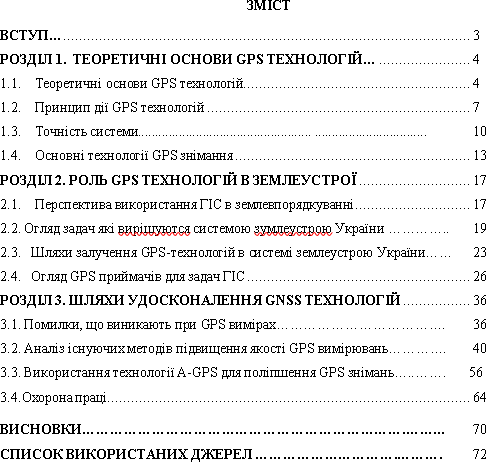 ЗМІСТ
ВСТУП…....................................................................................... 3
РОЗДІЛ 1. ТЕОРЕТИЧНІ ОСНОВИ GPS ТЕХНОЛОГІЙ… .................. 4
1.1. Теоретичні основи GPS технологій............................................ 4
1.2. Принцип дії GPS технологій ..................................................... 7
1.3. Точність системи........................................................................ 10
1.4. Основні технології GPS знімання.............................................. 13
РОЗДІЛ 2. РОЛЬ GPS ТЕХНОЛОГІЙ В ЗЕМЛЕУСТРОЇ...................... 17
2.1. Перспектива використання ГІС в землевпорядкуванні............. 17
2.2. Огляд задач які вирішуются системою зумлеустрою України …………… 19
2.3. Шляхи залучення GPS-технологій в системі землеустрою України…… 23
2.4. Огляд GPS приймачів для задач ГІС ......................................... 26
РОЗДІЛ 3. ШЛЯХИ УДОСКОНАЛЕННЯ GNSS ТЕХНОЛОГІЙ............ 36
3.1. Помилки, що виникають при GPS вимірах……………………………… 36
3.2. Аналіз існуючих методів підвищення якості GPS вимірювань…………. 40
3.3. Використання технології A-GPS для поліпшення GPS знімань………… 56
3.4. Охорона праці............................................................................. 64
ВИСНОВКИ…………………………………………………………………… 70
СПИСОК ВИКОРИСТАНИХ ДЖЕРЕЛ …………………………………… 72